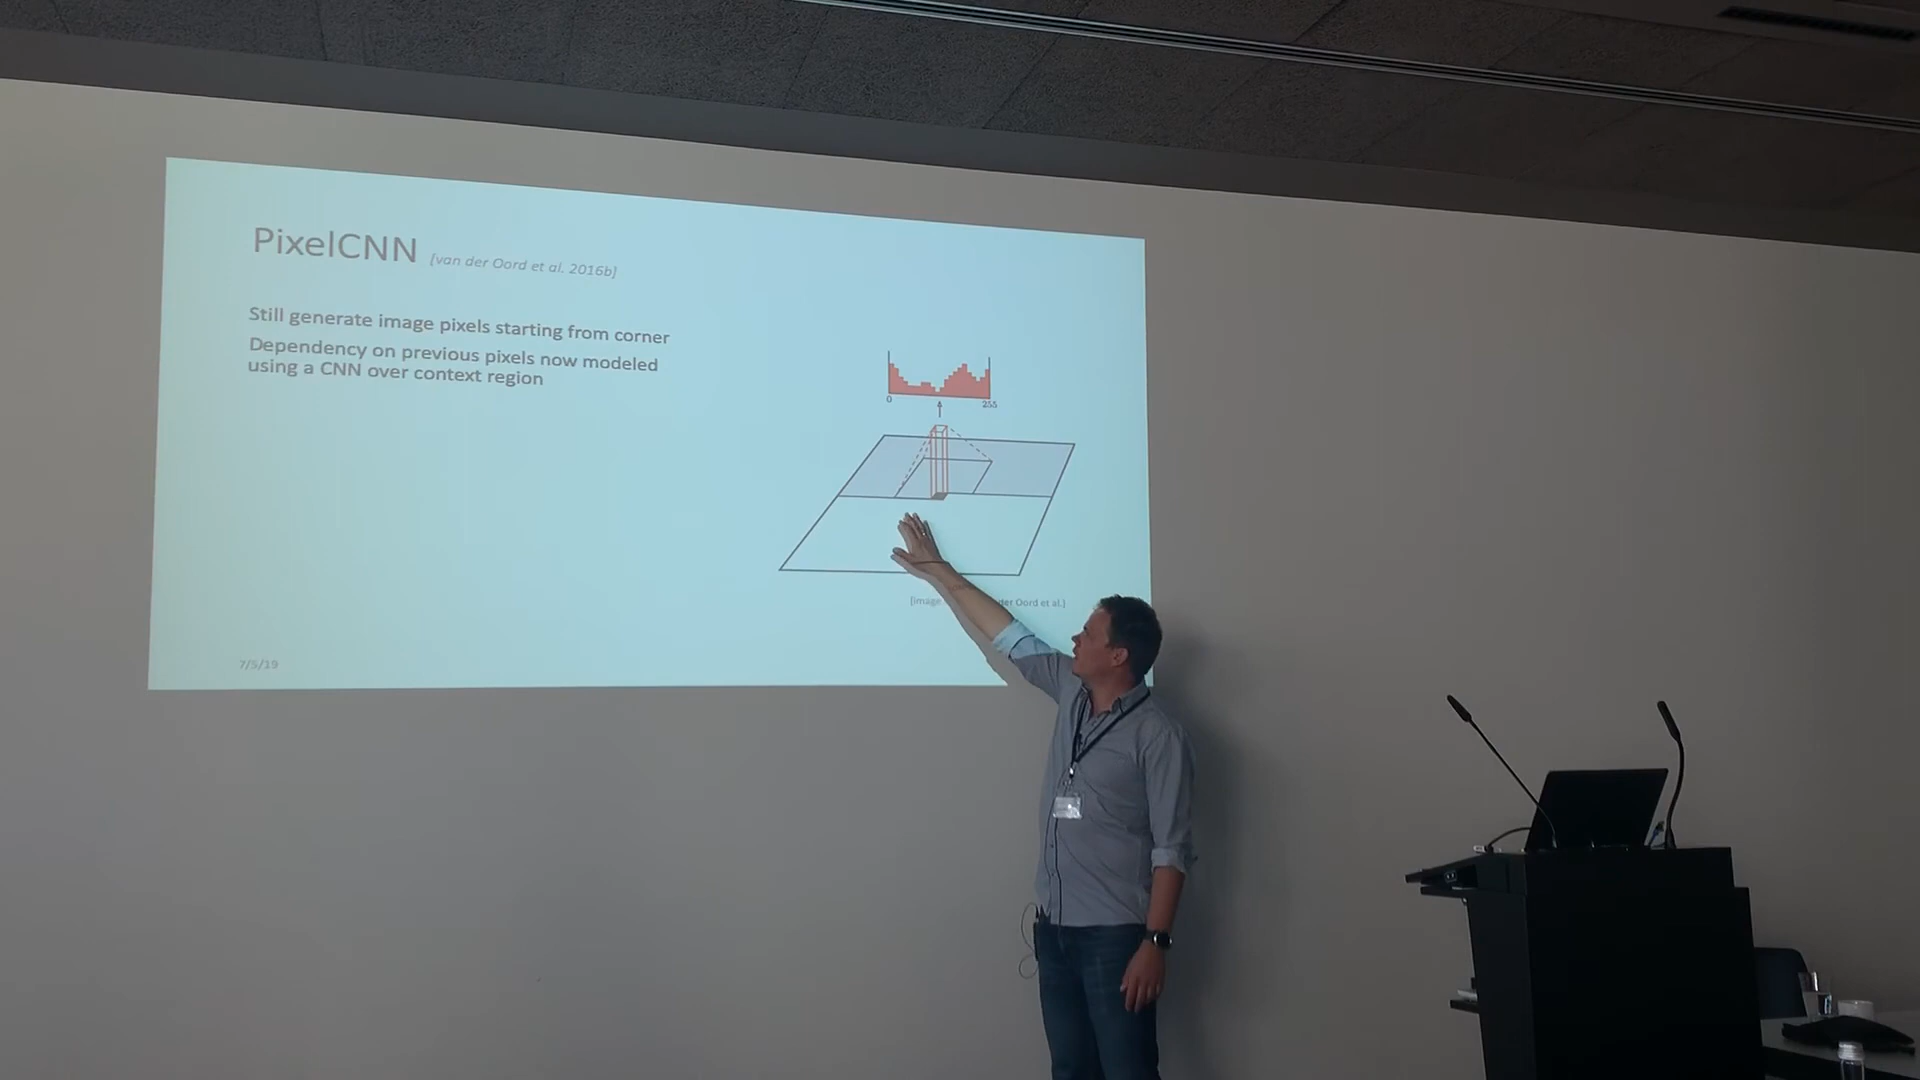 PixelCNN [van der Oord et al. 2016b]
Still generate image pixels starting from corner
Dependency on previous pixels now modeled
using a CNN over context region
0 255
[image der Oord et al.]
7/5/19